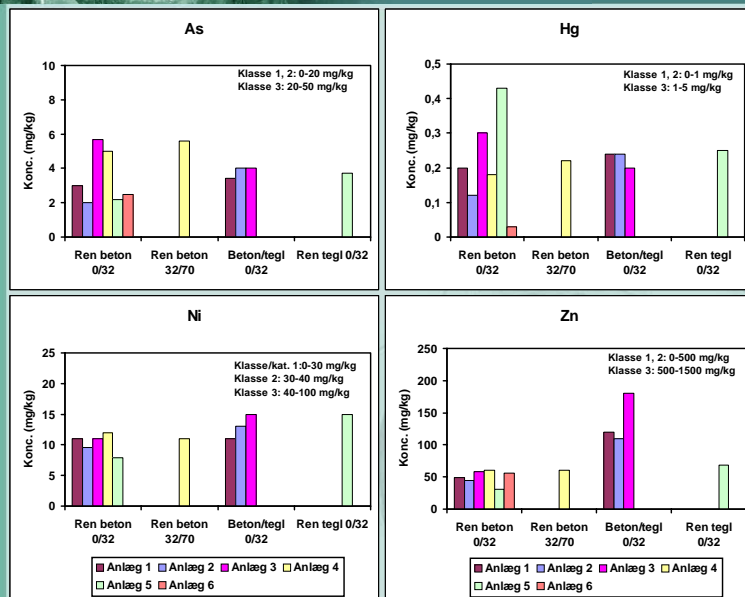 As
Klasse 1, 2: 0-20 mg/kg
Klasse 3: 20-50 mg/kg
Konc. (mg/kg)
10
8
6
4
2
0
Ren beton
0/32
Ren beton
32/70
Beton/tegl
0/32
Ren tegl 0/32
Hg
Klasse 1, 2: 0-1 mg/kg
Klasse 3: 1-5 mg/kg
Konc. (mg/kg)
0,5
0,4
0,3
0,2
0,1
0
Ren beton
0/32
Ren beton
32/70
Beton/tegl
0/32
Ren tegl
0/32
Ni
Klasse/kat. 1:0-30 mg/kg
Klasse 2: 30-40 mg/kg
Klasse 3: 40-100 mg/kg
Konc. (mg/kg)
25
20
15
10
5
0
Ren beton
0/32
Ren beton
32/70
Beton/tegl
0/32
Ren tegl 0/32
Anlæg 1 Anlæg 2 Anlæg 3 Anlæg 4
Anlæg 5 Anlæg 6
Zn
Klasse 1, 2: 0-500 mg/kg
Klasse 3: 500-1500 mg/kg
Konc. (mg/kg)
250
200
150
100
50
0
Ren beton
0/32
Ren beton
32/70
Beton/tegl
0/32
Ren tegl
0/32
Anlæg 1 Anlæg 2 Anlæg 3 Anlæg 4
Anlæg 5 Anlæg 6